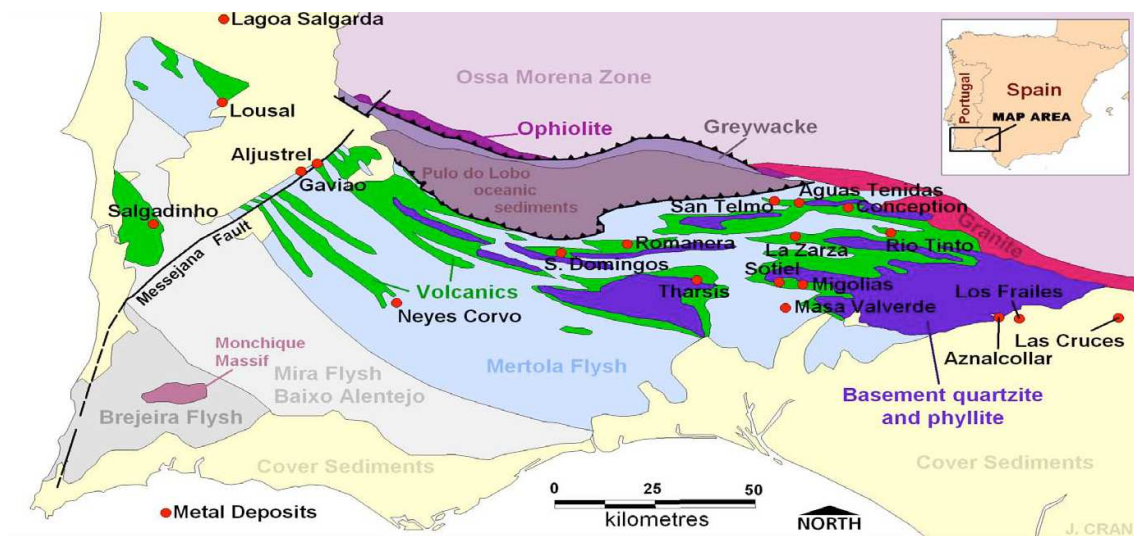 Lagoa Salgarda
Ossa Morena Zone
Portugal
Spain
MAP AREA
Lousal
Ophiolite
Greywacke
Aljustrel
Gaviao
Pulo do Lobo
oceanic
sediments
San Telmo
Aguas Tenidas
Conception
Salgadinho
Messejana Fault
Romanera
La Zarza
Rio Tinto
Granite
S. Domingos
Volcanics
Tharsis
Sotiel
Migolias
Los Frailes
Neyes Corvo
Masa Valverde
Las Cruces
Aznalcollar
Monchique
Massif
Mira Flysh
Baixo Alentejo
Mertola Flysh
Brejeira Flysh
Basement quartzite
and phyllite
Cover Sediments
Cover Sediments
0 25 50
kilometres
NORTH
Metal Deposits
J. CRAN